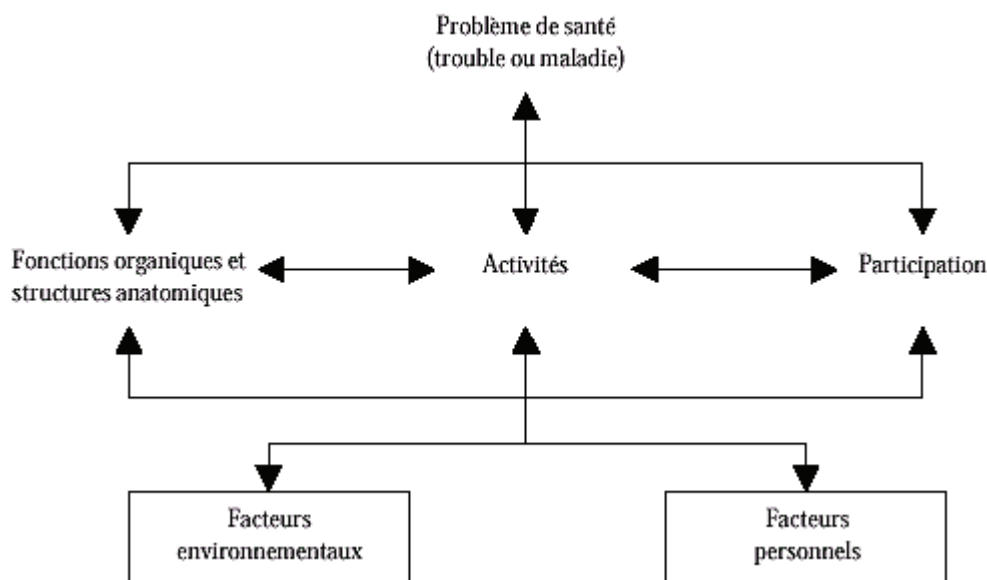 Problème de santé
(trouble ou maladie)
Fonctions organiques et
structures anatomiques
Activités
Participation
Facteurs
environnementaux
Facteurs
personnels